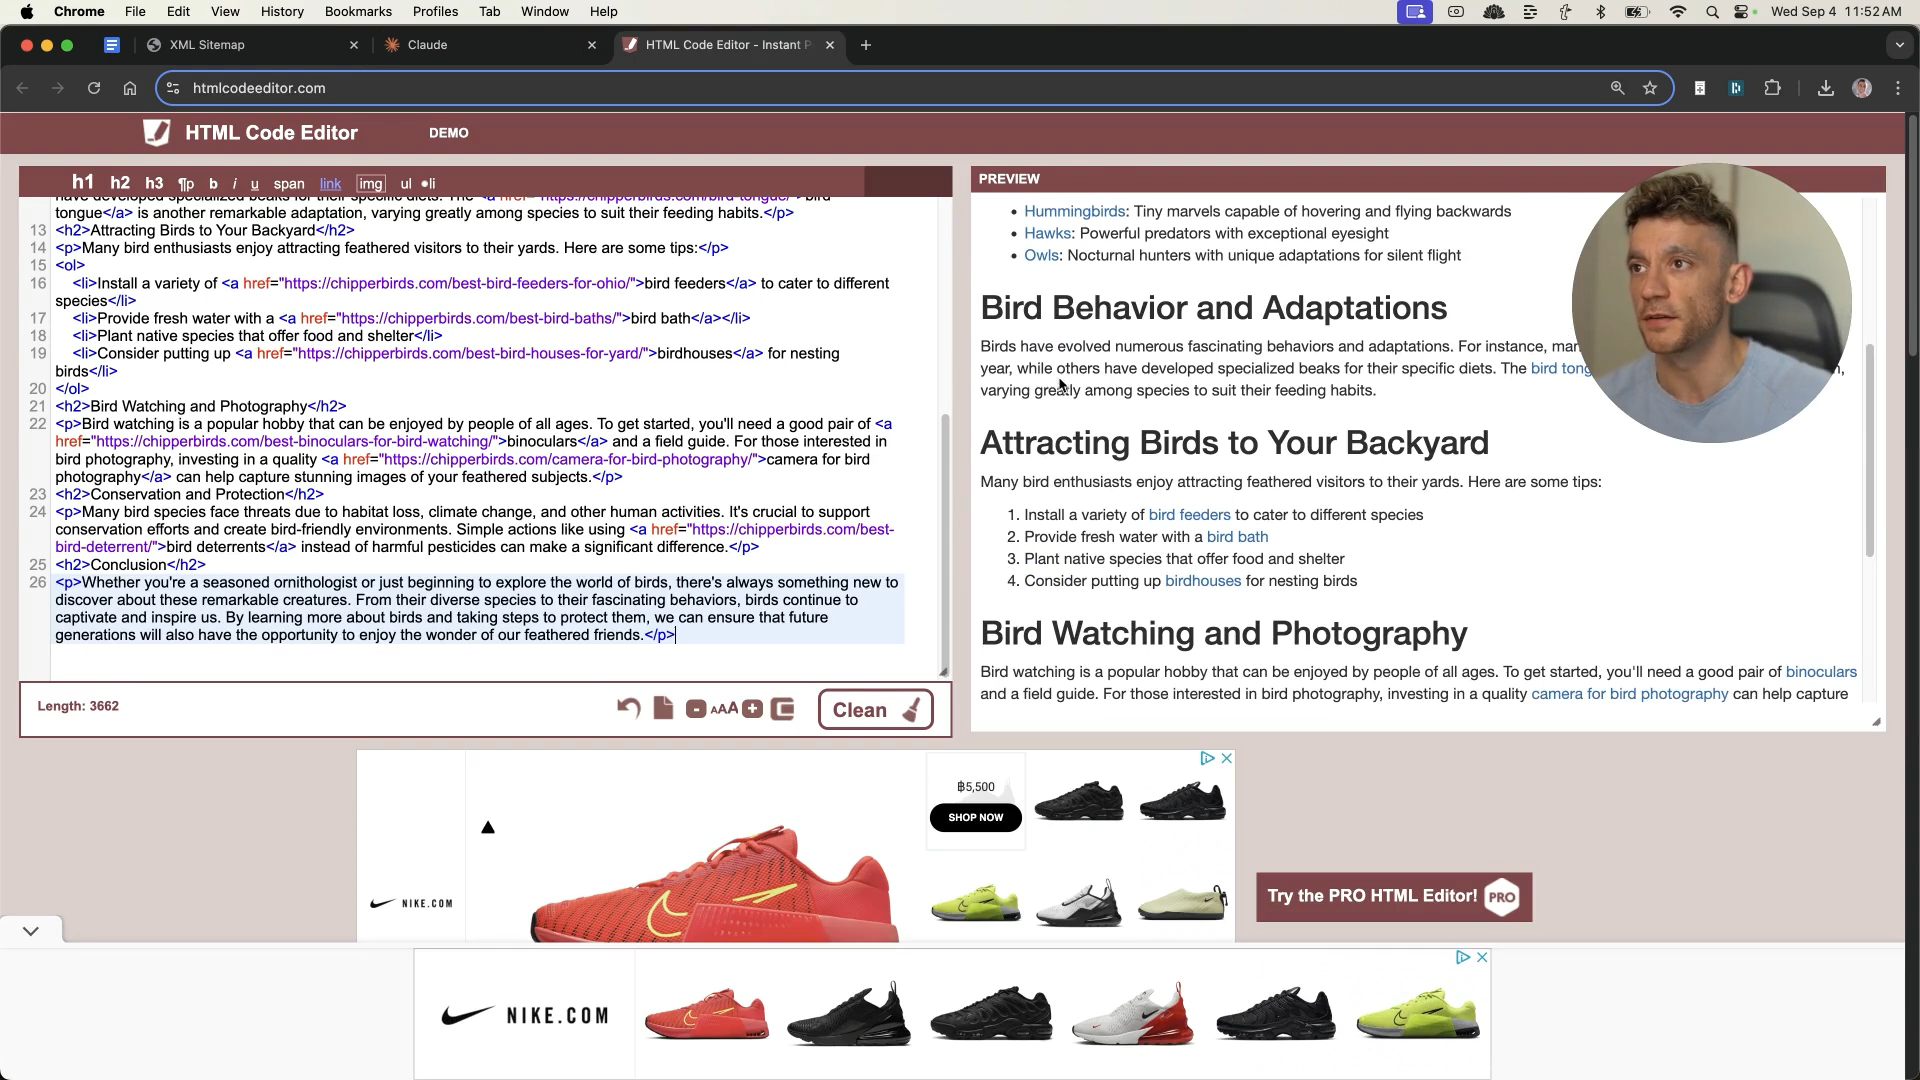 Chrome File Edit View History Bookmarks Profiles Tab Window Help Wed Sep 4 11:52 AM
XML Sitemap Claude HTML Code Editor - Instant P
htmlcodeeditor.com
HTML Code Editor DEMO
h1 h2 h3 ¶p b i u span link img ul •li
have developed specialized beaks for their specific diets. The <a href="https://chipperbirds.com/bird-tongue/">bird
tongue</a> is another remarkable adaptation, varying greatly among species to suit their feeding habits.</p>
13 <h2>Attracting Birds to Your Backyard</h2>
14 <p>Many bird enthusiasts enjoy attracting feathered visitors to their yards. Here are some tips:</p>
15 <ol>
16 <li>Install a variety of <a href="https://chipperbirds.com/best-bird-feeders-for-ohio/">bird feeders</a> to cater to different
species</li>
17 <li>Provide fresh water with a <a href="https://chipperbirds.com/best-bird-baths/">bird bath</a></li>
18 <li>Plant native species that offer food and shelter</li>
19 <li>Consider putting up <a href="https://chipperbirds.com/best-bird-houses-for-yard/">birdhouses</a> for nesting
birds</li>
20 </ol>
21 <h2>Bird Watching and Photography</h2>
22 <p>Bird watching is a popular hobby that can be enjoyed by people of all ages. To get started, you'll need a good pair of <a
href="https://chipperbirds.com/best-binoculars-for-bird-watching/">binoculars</a> and a field guide. For those interested in
bird photography, investing in a quality <a href="https://chipperbirds.com/camera-for-bird-photography/">camera for bird
photography</a> can help capture stunning images of your feathered subjects.</p>
23 <h2>Conservation and Protection</h2>
24 <p>Many bird species face threats due to habitat loss, climate change, and other human activities. It's crucial to support
conservation efforts and create bird-friendly environments. Simple actions like using <a href="https://chipperbirds.com/best-
bird-deterrent/">bird deterrents</a> instead of harmful pesticides can make a significant difference.</p>
25 <h2>Conclusion</h2>
26 <p>Whether you're a seasoned ornithologist or just beginning to explore the world of birds, there's always something new to
discover about these remarkable creatures. From their diverse species to their fascinating behaviors, birds continue to
captivate and inspire us. By learning more about birds and taking steps to protect them, we can ensure that future
generations will also have the opportunity to enjoy the wonder of our feathered friends.</p>
Length: 3662
AAA
Clean
PREVIEW
• Hummingbirds: Tiny marvels capable of hovering and flying backwards
• Hawks: Powerful predators with exceptional eyesight
• Owls: Nocturnal hunters with unique adaptations for silent flight
Bird Behavior and Adaptations
Birds have evolved numerous fascinating behaviors and adaptations. For instance,
year, while others have developed specialized beaks for their specific diets. The bird
varying greatly among species to suit their feeding habits.
Attracting Birds to Your Backyard
Many bird enthusiasts enjoy attracting feathered visitors to their yards. Here are some tips:
1. Install a variety of bird feeders to cater to different species
2. Provide fresh water with a bird bath
3. Plant native species that offer food and shelter
4. Consider putting up birdhouses for nesting birds
Bird Watching and Photography
Bird watching is a popular hobby that can be enjoyed by people of all ages. To get started, you'll need a good pair of binoculars
and a field guide. For those interested in bird photography, investing in a quality camera for bird photography can help capture
฿5,500
SHOP NOW
NIKE.COM
Try the PRO HTML Editor! PRO
NIKE.COM